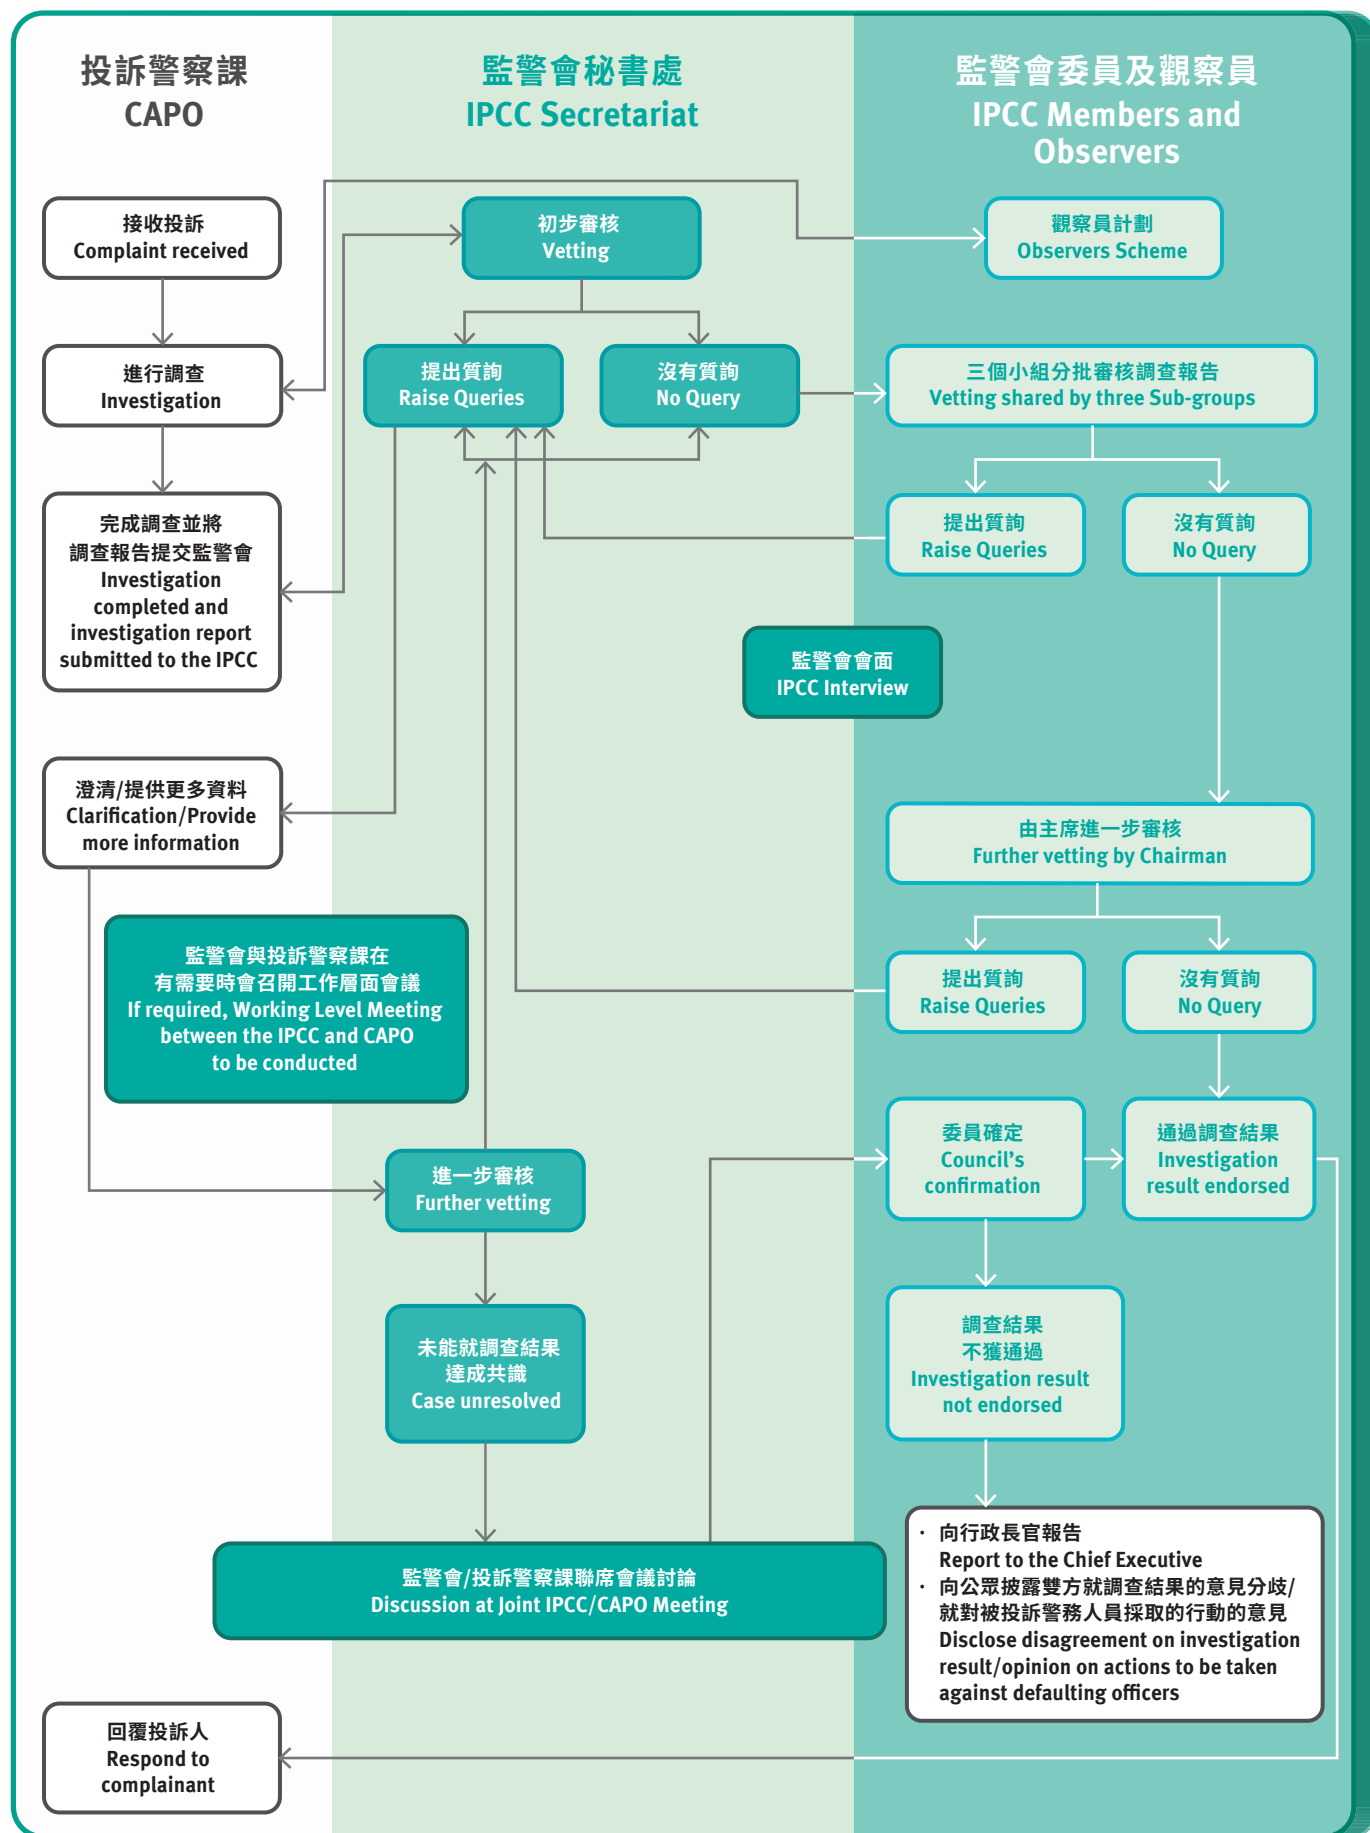 投訴警察課
CAPO
監警會秘書處
IPCC Secretariat
監警會委員及觀察員
IPCC Members and
Observers
接收投訴
Complaint received
初步審核
Vetting
觀察員計劃
Observers Scheme
進行調查
Investigation
提出質詢
Raise Queries
沒有質詢
No Query
三個小組分批審核調查報告
Vetting shared by three Sub-groups
完成調查並將
調查報告提交監警會
Investigation
completed and
investigation report
submitted to the IPCC
提出質詢
Raise Queries
沒有質詢
No Query
監警會會面
IPCC Interview
澄清/提供更多資料
Clarification/Provide
more information
由主席進一步審核
Further vetting by Chairman
監警會與投訴警察課在
有需要時會召開工作層面會議
If required, Working Level Meeting
between the IPCC and CAPO
to be conducted
提出質詢
Raise Queries
沒有質詢
No Query
進一步審核
Further vetting
委員確定
Council's
confirmation
通過調查結果
Investigation
result endorsed
未能就調查結果
達成共識
Case unresolved
調查結果
不獲通過
Investigation result
not endorsed
監警會/投訴警察課聯席會議討論
Discussion at Joint IPCC/CAPO Meeting
· 向行政長官報告
Report to the Chief Executive
· 向公眾披露雙方就調查結果的意見分歧/
就對被投訴警務人員採取的行動的意見
Disclose disagreement on investigation
result/opinion on actions to be taken
against defaulting officers
回覆投訴人
Respond to
complainant